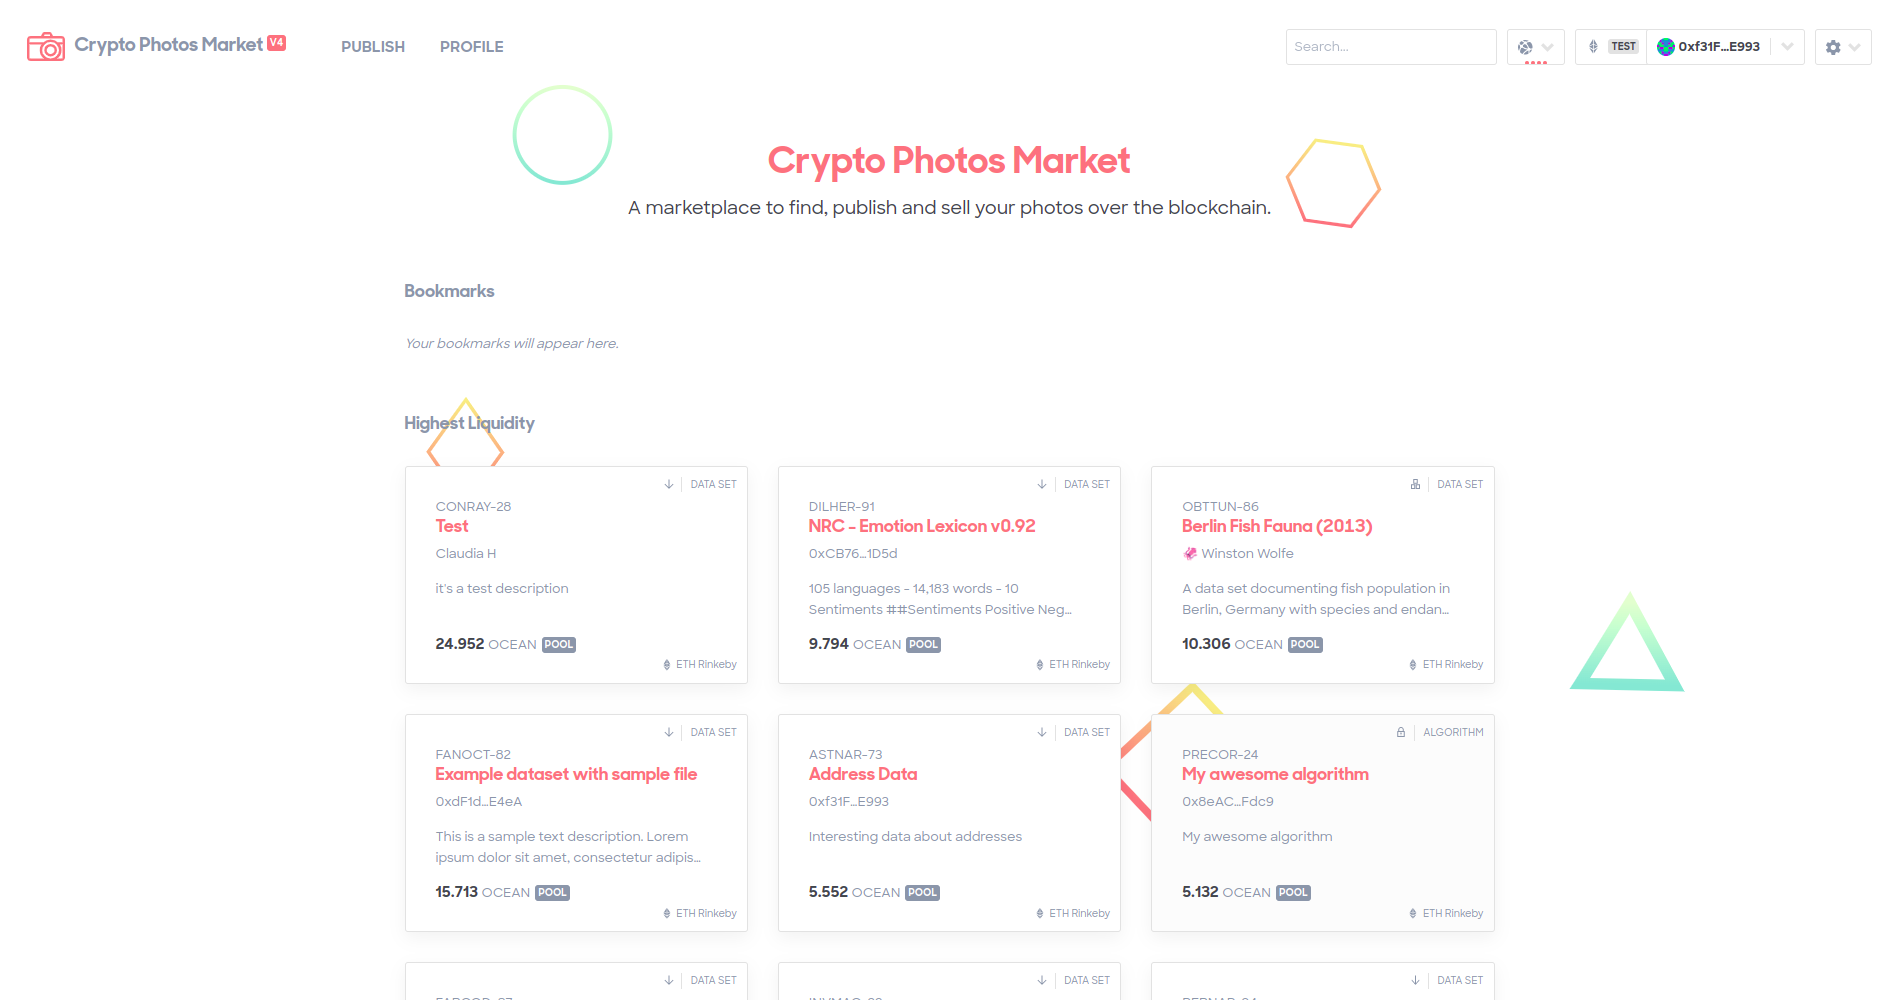 Crypto Photos Market V4
PUBLISH
PROFILE
Search...
TEST
0xf31F...E993
Crypto Photos Market
A marketplace to find, publish and sell your photos over the blockchain.
Bookmarks
Your bookmarks will appear here.
Highest Liquidity
DATA SET
CONRAY-28
Test
Claudia H
it's a test description
24.952 OCEAN POOL
ETH Rinkeby
DATA SET
DILHER-91
NRC - Emotion Lexicon v0.92
0xCB76...1D5d
105 languages - 14,183 words - 10
Sentiments ##Sentiments Positive Neg...
9.794 OCEAN POOL
ETH Rinkeby
DATA SET
OBTTUN-86
Berlin Fish Fauna (2013)
Winston Wolfe
A data set documenting fish population in
Berlin, Germany with species and endan...
10.306 OCEAN POOL
ETH Rinkeby
DATA SET
FANOCT-82
Example dataset with sample file
0xdF1d...E4eA
This is a sample text description. Lorem
ipsum dolor sit amet, consectetur adipis...
15.713 OCEAN POOL
ETH Rinkeby
DATA SET
ASTNAR-73
Address Data
0xf31F...E993
Interesting data about addresses
5.552 OCEAN POOL
ETH Rinkeby
ALGORITHM
PRECOR-24
My awesome algorithm
0x8eAC...Fdc9
My awesome algorithm
5.132 OCEAN POOL
ETH Rinkeby
DATA SET
DATA SET
DATA SET